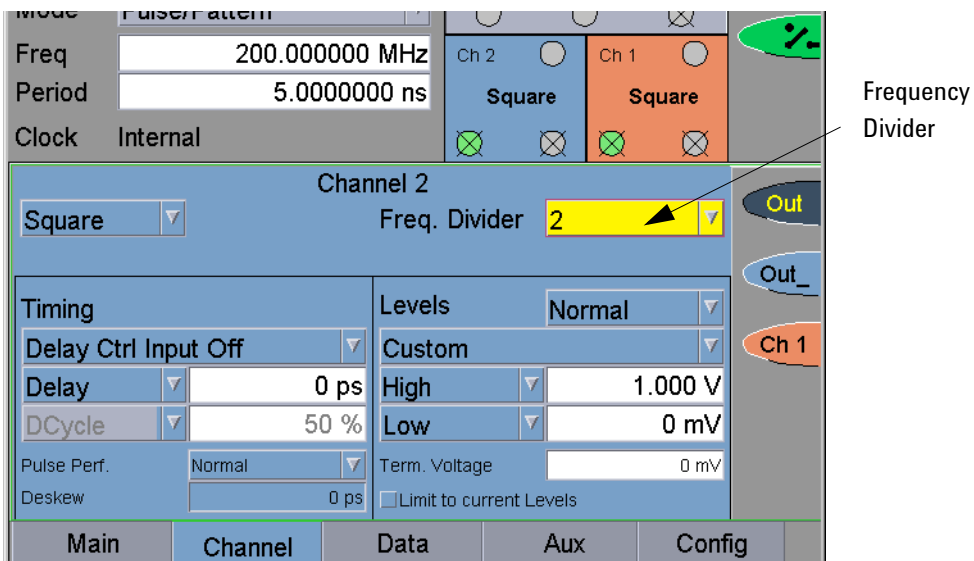 Mode Pulse/Pattern
Freq 200.000000 MHz
Period 5.0000000 ns
Clock Internal
Ch 2
Square
Ch 1
Square
Frequency
Divider
Channel 2
Square Freq. Divider 2
Timing
Delay Ctrl Input Off
Delay 0 ps
DCycle 50 %
Pulse Perf. Normal
Deskew 0 ps
Levels Normal
Custom
High 1.000 V
Low 0 mV
Term. Voltage 0 mV
Limit to current Levels
Out
Out_
Ch 1
Main Channel Data Aux Config